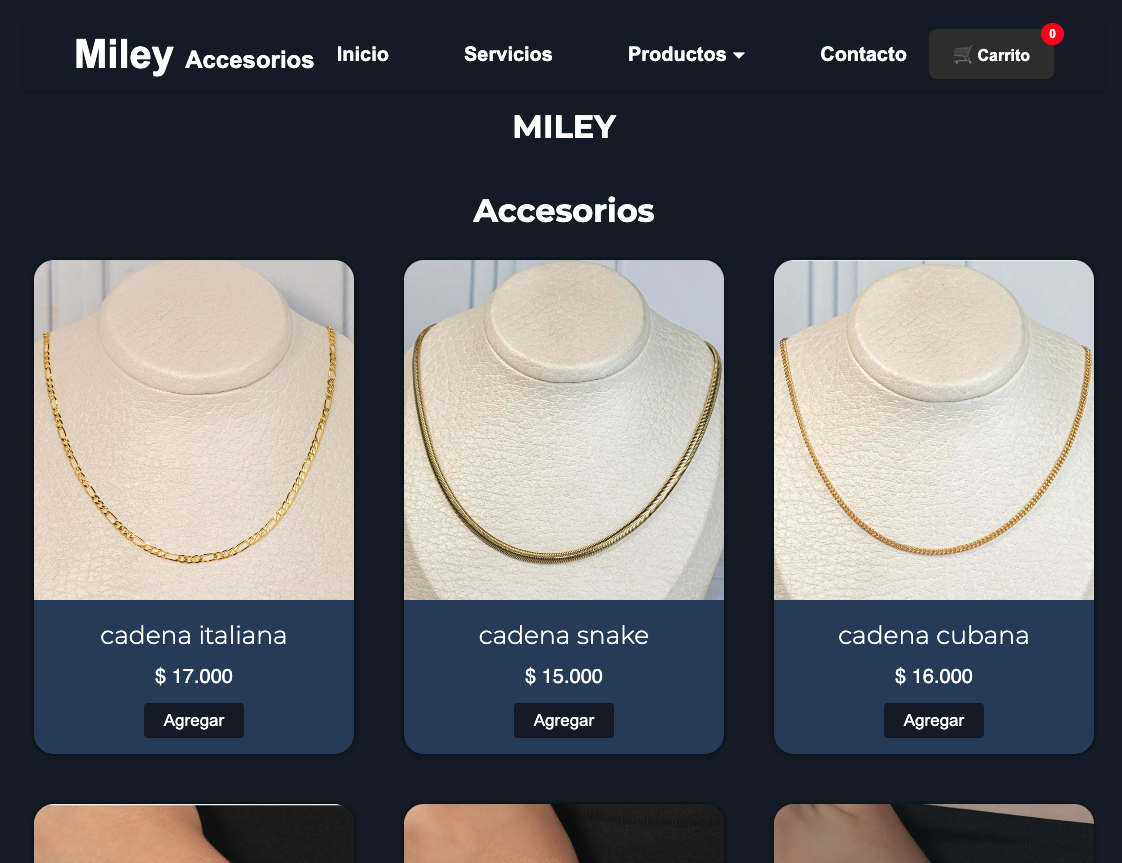 Miley Accesorios
Inicio
Servicios
Productos
Contacto
Carrito
0
MILEY
Accesorios
cadena italiana
$ 17.000
Agregar
cadena snake
$ 15.000
Agregar
cadena cubana
$ 16.000
Agregar